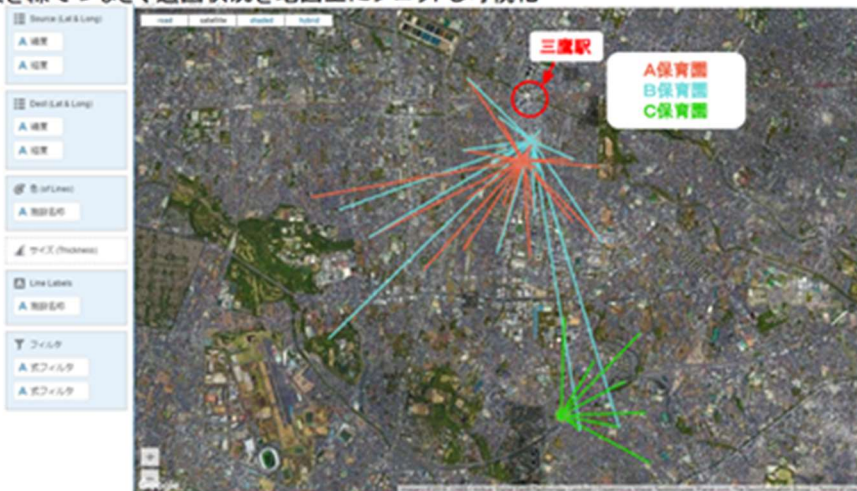 Source (Lat & Long)
緯度
経度
Dest (Lat & Long)
緯度
経度
色 (of Lines)
施設名称
サイズ (Thickness)
Line Labels
施設名称
フィルタ
式フィルタ
式フィルタ
road satellite shaded hybrid
三鷹駅
A保育園
B保育園
C保育園